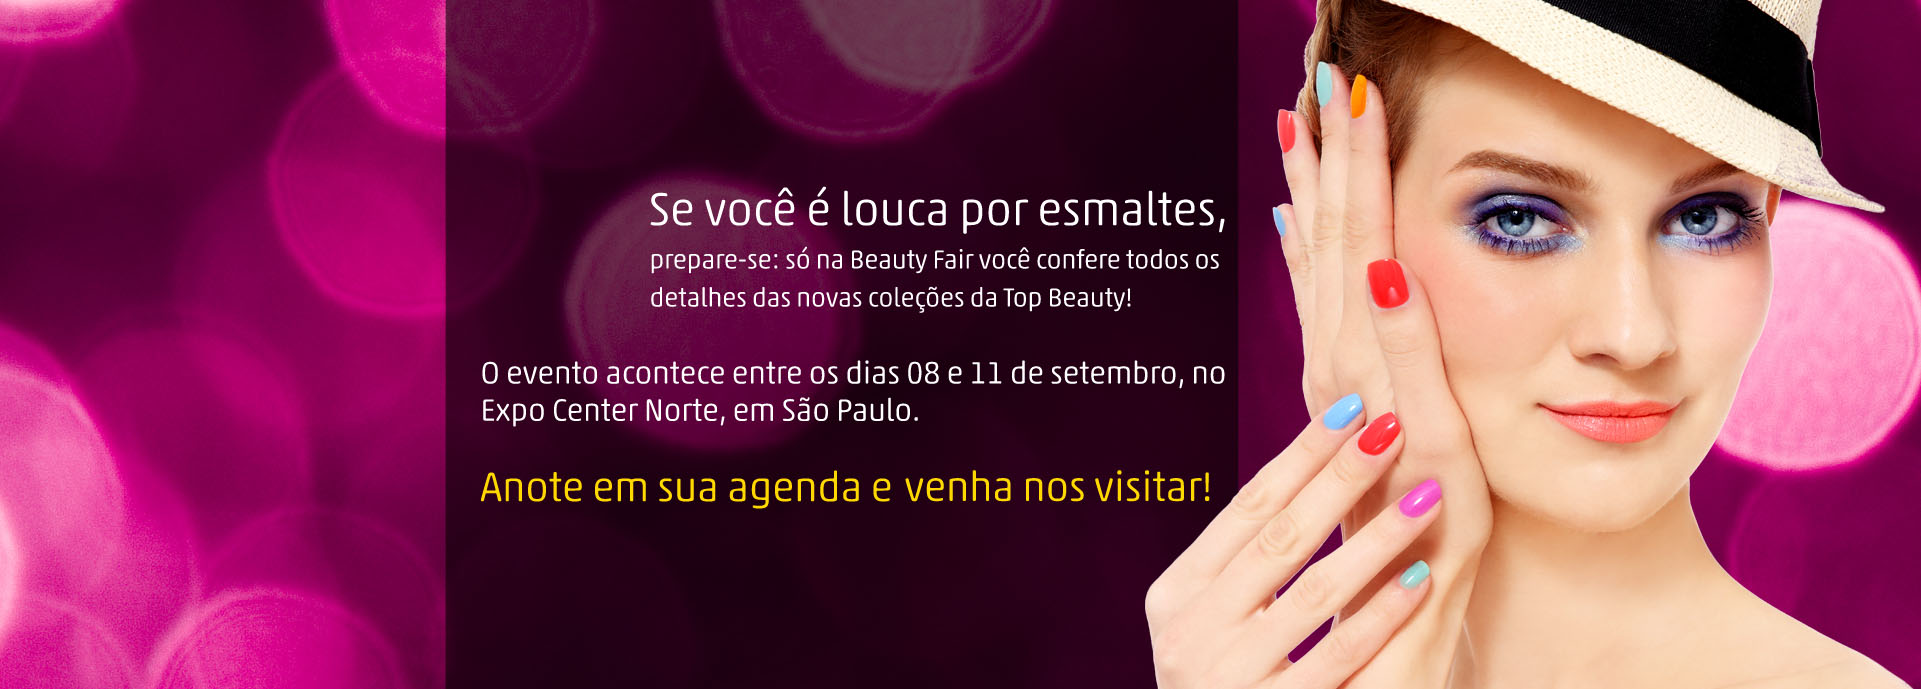 Se você é louca por esmaltes,
prepare-se: só na Beauty Fair você confere todos os
detalhes das novas coleções da Top Beauty!
O evento acontece entre os dias 08 e 11 de setembro, no
Expo Center Norte, em São Paulo.
Anote em sua agenda e venha nos visitar!